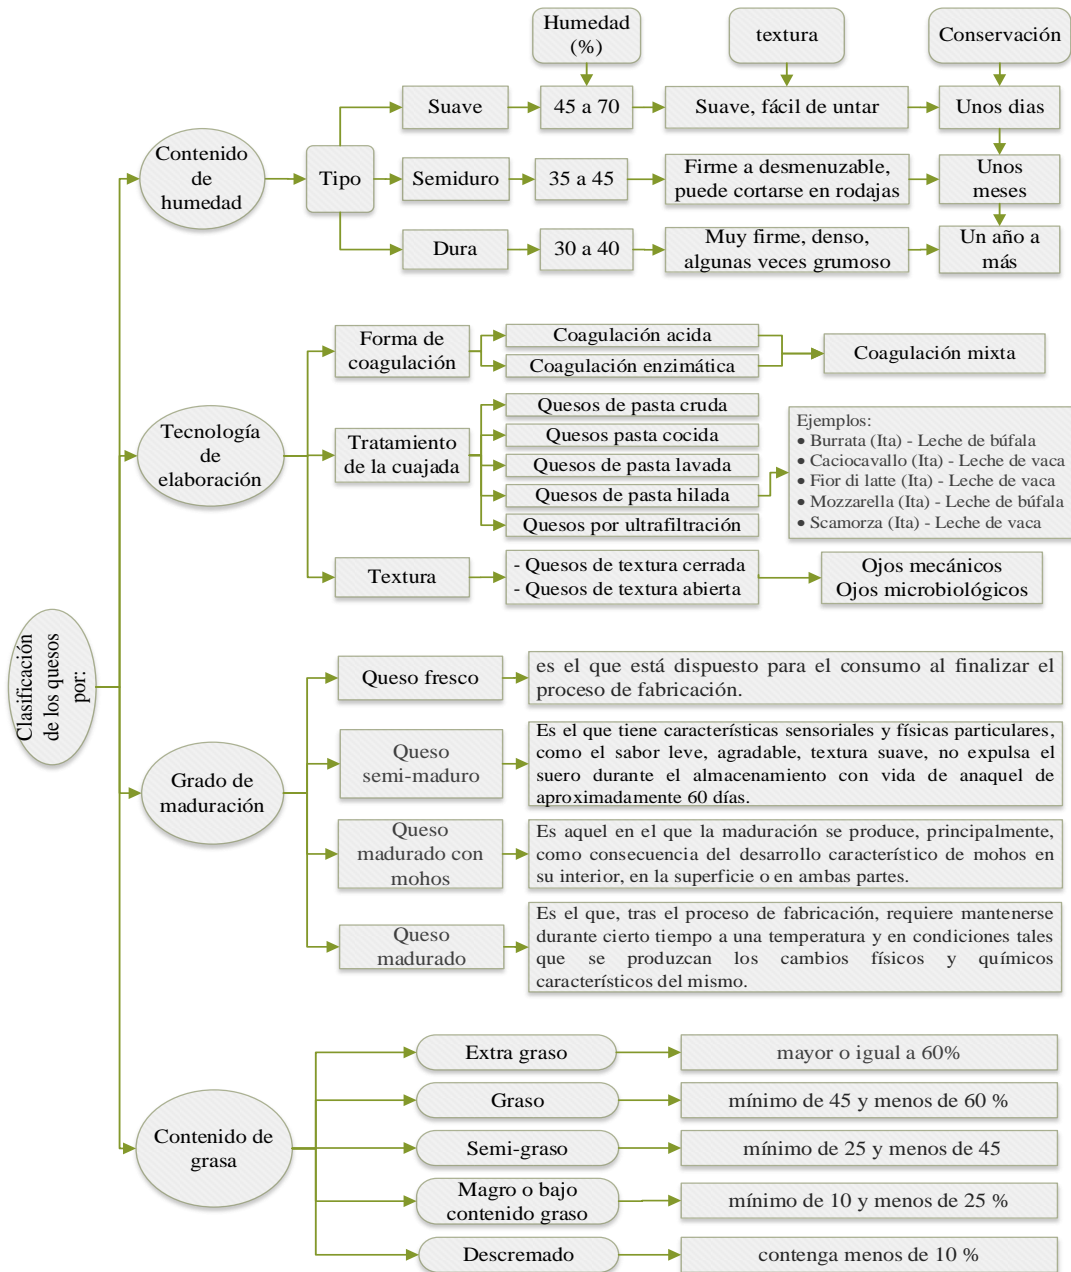 Clasificación
de los quesos
por:
Contenido
de
humedad
Tipo
Humedad
(%)
textura
Conservación
Suave
45 a 70
Suave, fácil de untar
Unos dias
Semiduro
35 a 45
Firme a desmenuzable,
puede cortarse en rodajas
Unos
meses
Dura
30 a 40
Muy firme, denso,
algunas veces grumoso
Un año a
más
Tecnología
de
elaboración
Forma de
coagulación
Coagulación acida
Coagulación enzimática
Coagulación mixta
Tratamiento
de la cuajada
Quesos de pasta cruda
Quesos pasta cocida
Quesos de pasta lavada
Quesos de pasta hilada
Quesos por ultrafiltración
Ejemplos:
• Burrata (Ita) - Leche de búfala
• Caciocavallo (Ita) - Leche de vaca
• Fior di latte (Ita) - Leche de vaca
• Mozzarella (Ita) - Leche de búfala
• Scamorza (Ita) - Leche de vaca
Textura
- Quesos de textura cerrada
- Quesos de textura abierta
Ojos mecánicos
Ojos microbiológicos
Grado de
maduración
Queso fresco
es el que está dispuesto para el consumo al finalizar el
proceso de fabricación.
Queso
semi-maduro
Es el que tiene características sensoriales y físicas particulares,
como el sabor leve, agradable, textura suave, no expulsa el
suero durante el almacenamiento con vida de anaquel de
aproximadamente 60 días.
Queso
madurado con
mohos
Es aquel en el que la maduración se produce, principalmente,
como consecuencia del desarrollo característico de mohos en
su interior, en la superficie o en ambas partes.
Queso
madurado
Es el que, tras el proceso de fabricación, requiere mantenerse
durante cierto tiempo a una temperatura y en condiciones tales
que se produzcan los cambios físicos y químicos
característicos del mismo.
Contenido de
grasa
Extra graso
mayor o igual a 60%
Graso
mínimo de 45 y menos de 60 %
Semi-graso
mínimo de 25 y menos de 45
Magro o bajo
contenido graso
mínimo de 10 y menos de 25 %
Descremado
contenga menos de 10 %